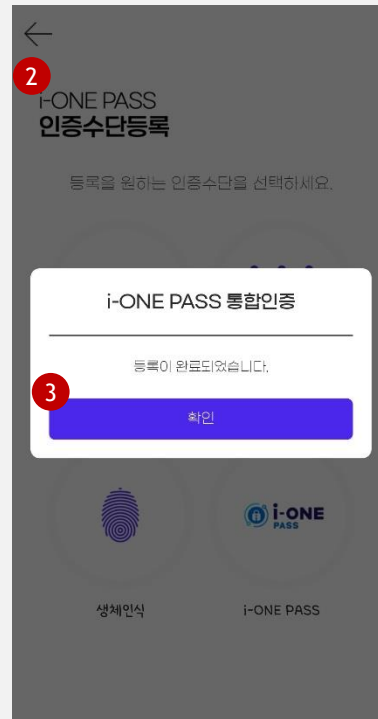 2
i-ONE PASS
인증수단등록
등록을 원하는 인증수단을 선택하세요.
i-ONE PASS 통합인증
등록이 완료되었습니다.
3
확인
i-ONE
PASS
생체인식
i-ONE PASS